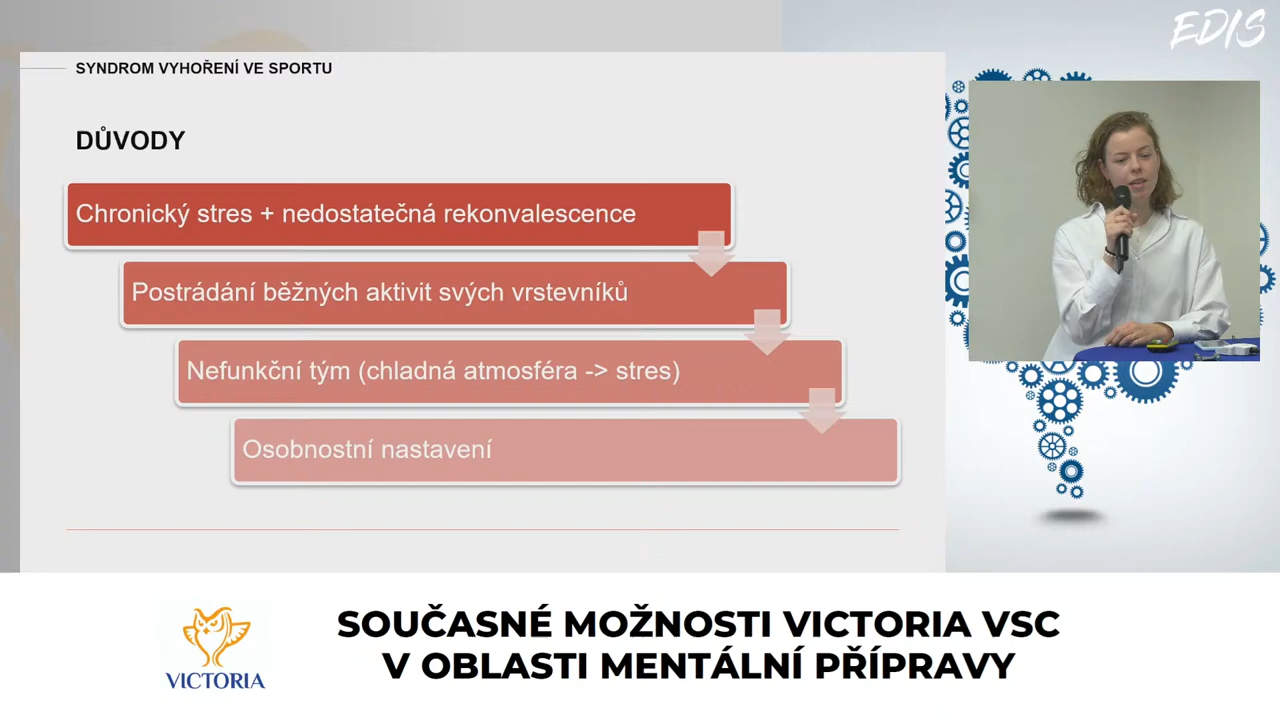 EDIS
SYNDROM VYHOŘENÍ VE SPORTU
DŮVODY
Chronický stres + nedostatečná rekonvalescence
Postrádání běžných aktivit svých vrstevníků
Nefunkční tým (chladná atmosféra -> stres)
Osobnostní nastavení
VICTORIA
SOUČASNÉ MOŽNOSTI VICTORIA VSC
V OBLASTI MENTÁLNÍ PŘÍPRAVY